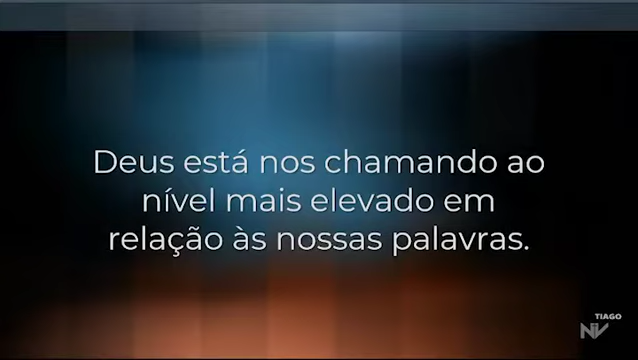 Deus está nos chamando ao
nível mais elevado em
relação às nossas palavras.
TIAGO
NV